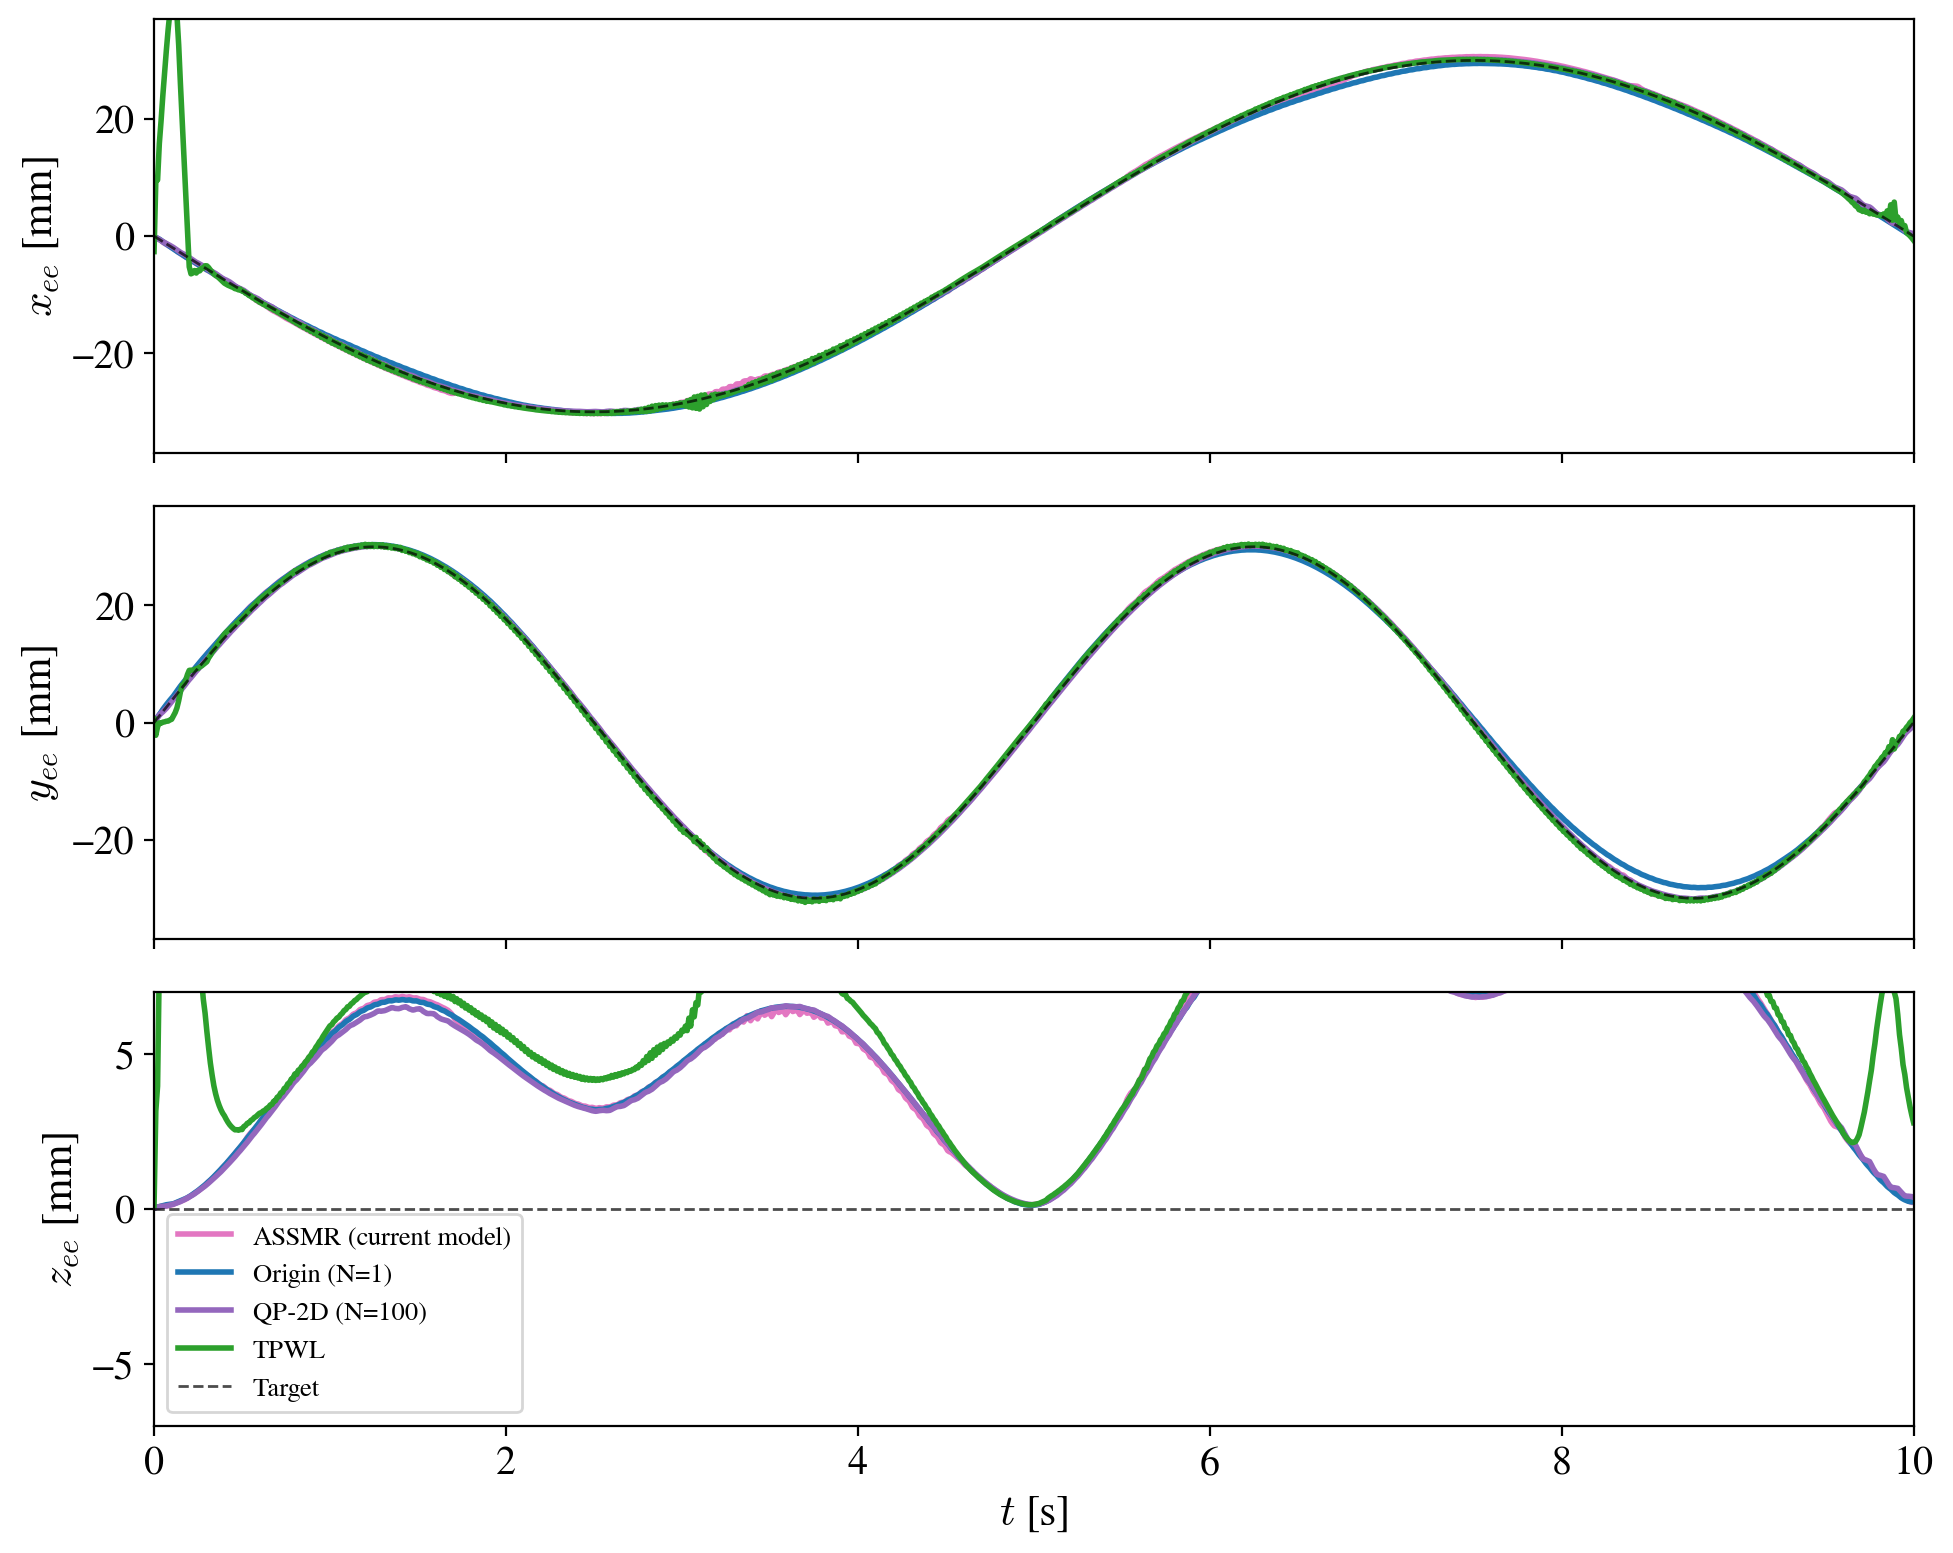 20
0
−20
x_ee [mm]
20
0
−20
y_ee [mm]
5
0
−5
z_ee [mm]
ASSMR (current model)
Origin (N=1)
QP-2D (N=100)
TPWL
Target
0 2 4 6 8 10
t [s]